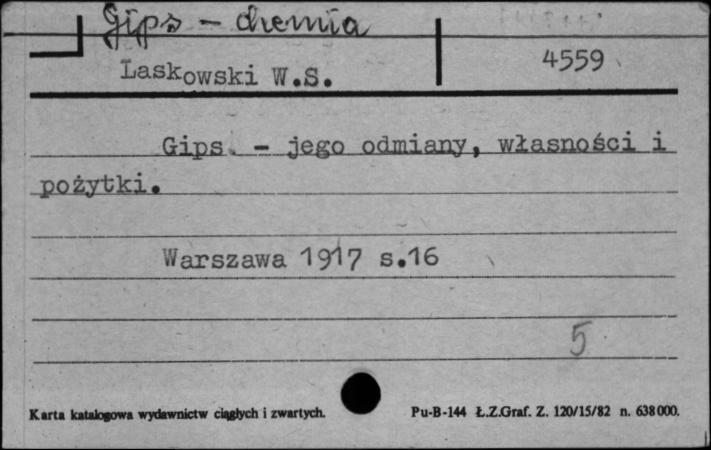 Gips - chemia
4559
Laskowski W.S.
Gips - jego odmiany, własności i
pożytki.
Warszawa 1917 s.16
5
Karta katalogowa wydawnictw ciągłych i zwartych.
Pu-B-144 Ł.Z.Graf. Z. 120/15/82 n. 638000.